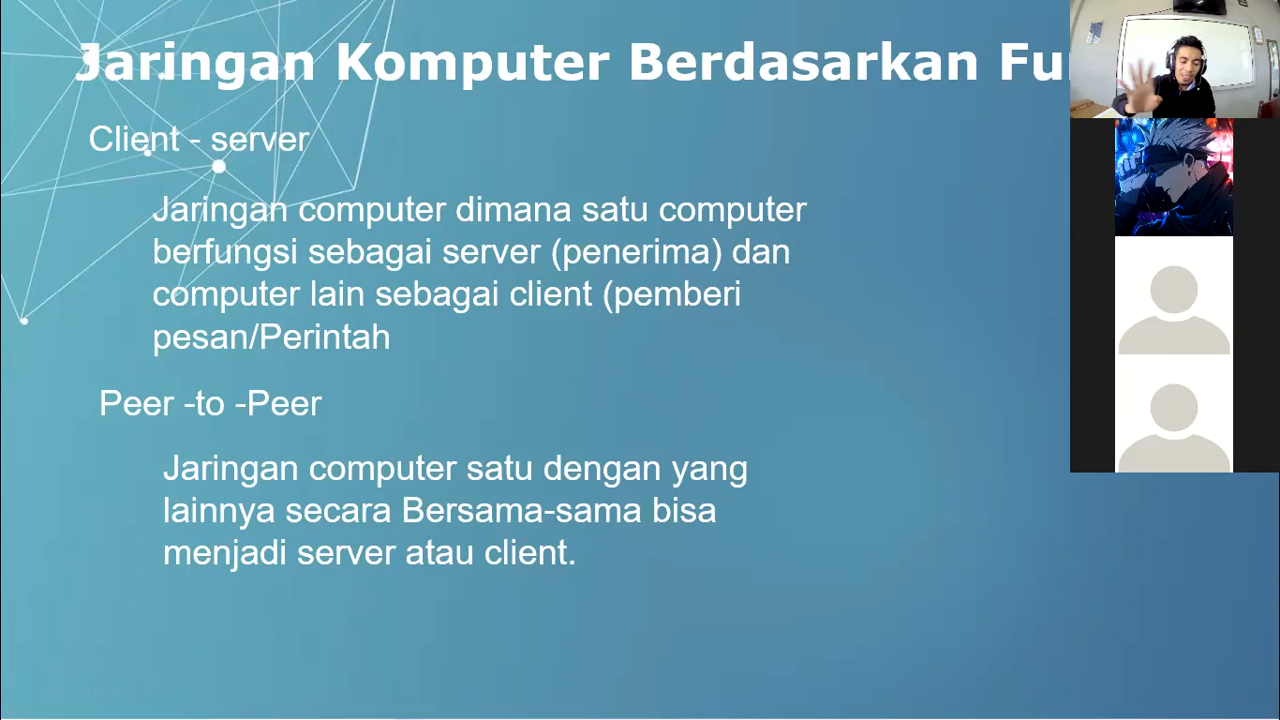 Jaringan Komputer Berdasarkan Fu
Client - server
Jaringan computer dimana satu computer
berfungsi sebagai server (penerima) dan
computer lain sebagai client (pemberi
pesan/Perintah
Peer -to -Peer
Jaringan computer satu dengan yang
lainnya secara Bersama-sama bisa
menjadi server atau client.